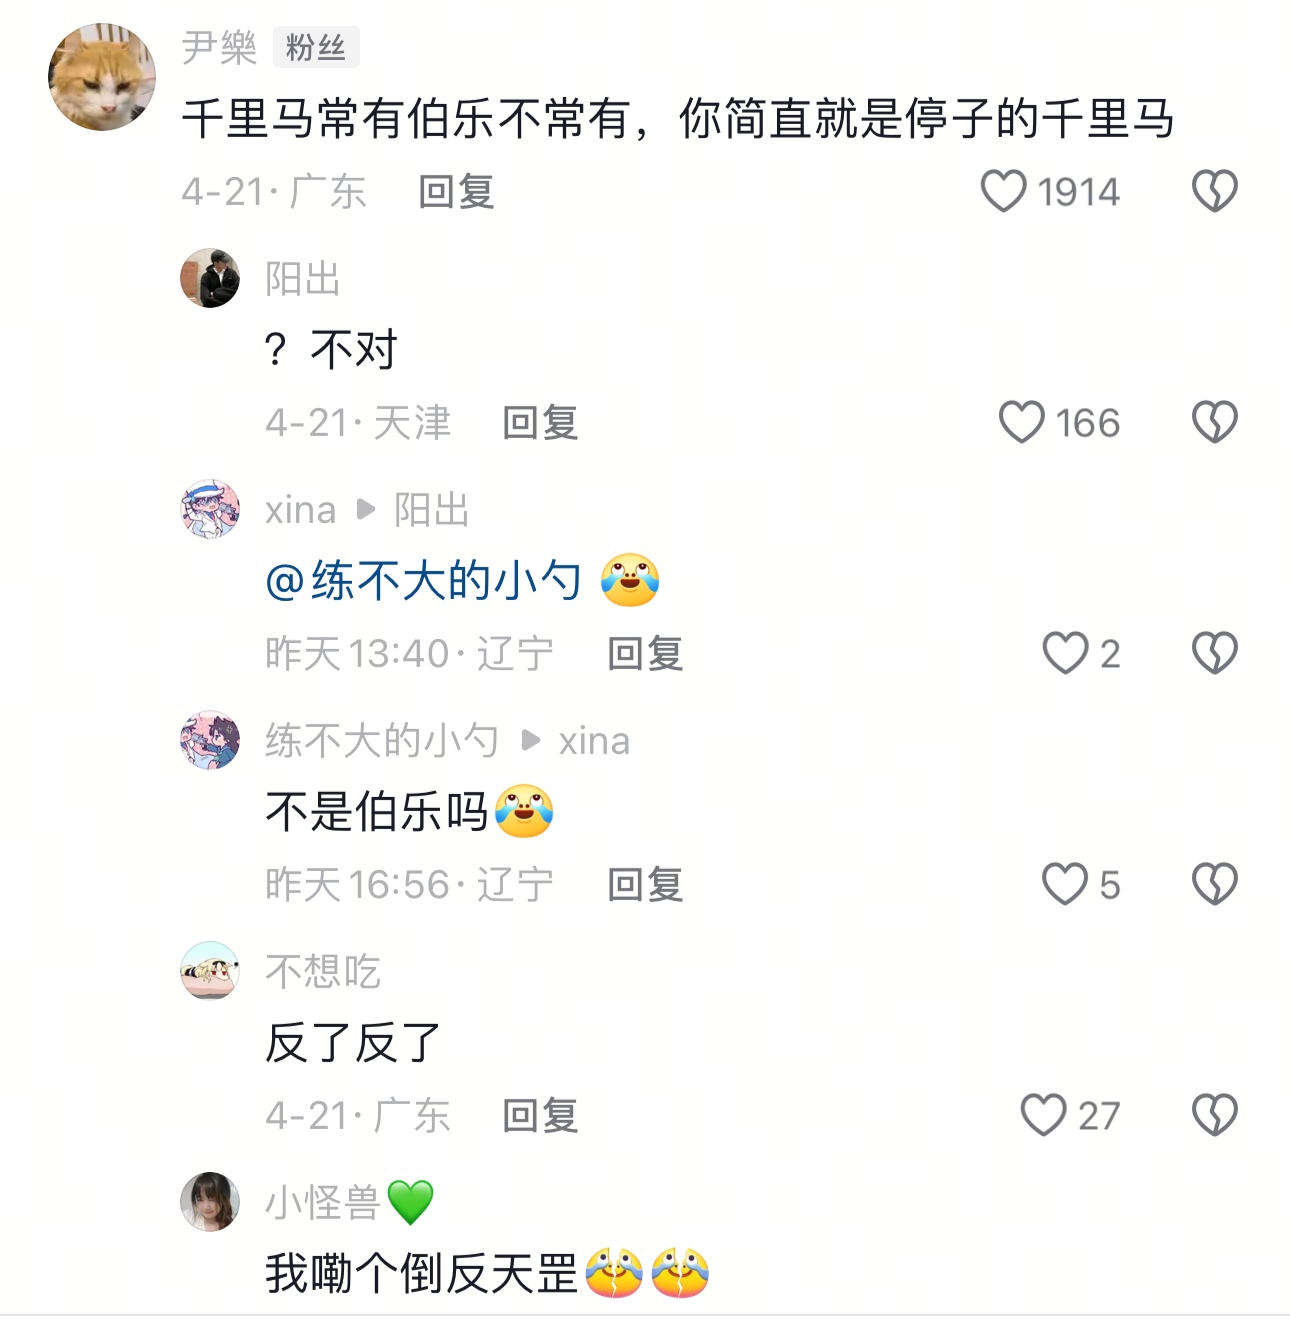 尹樂 粉丝
千里马常有伯乐不常有，你简直就是停子的千里马
4-21·广东 回复 1914
阳出
？不对
4-21·天津 回复 166
xina ▶ 阳出
@练不大的小勺 😂
昨天13:40·辽宁 回复 2
练不大的小勺 ▶ xina
不是伯乐吗😂
昨天16:56·辽宁 回复 5
不想吃
反了反了
4-21·广东 回复 27
小怪兽💚
我嘞个倒反天罡😂😂